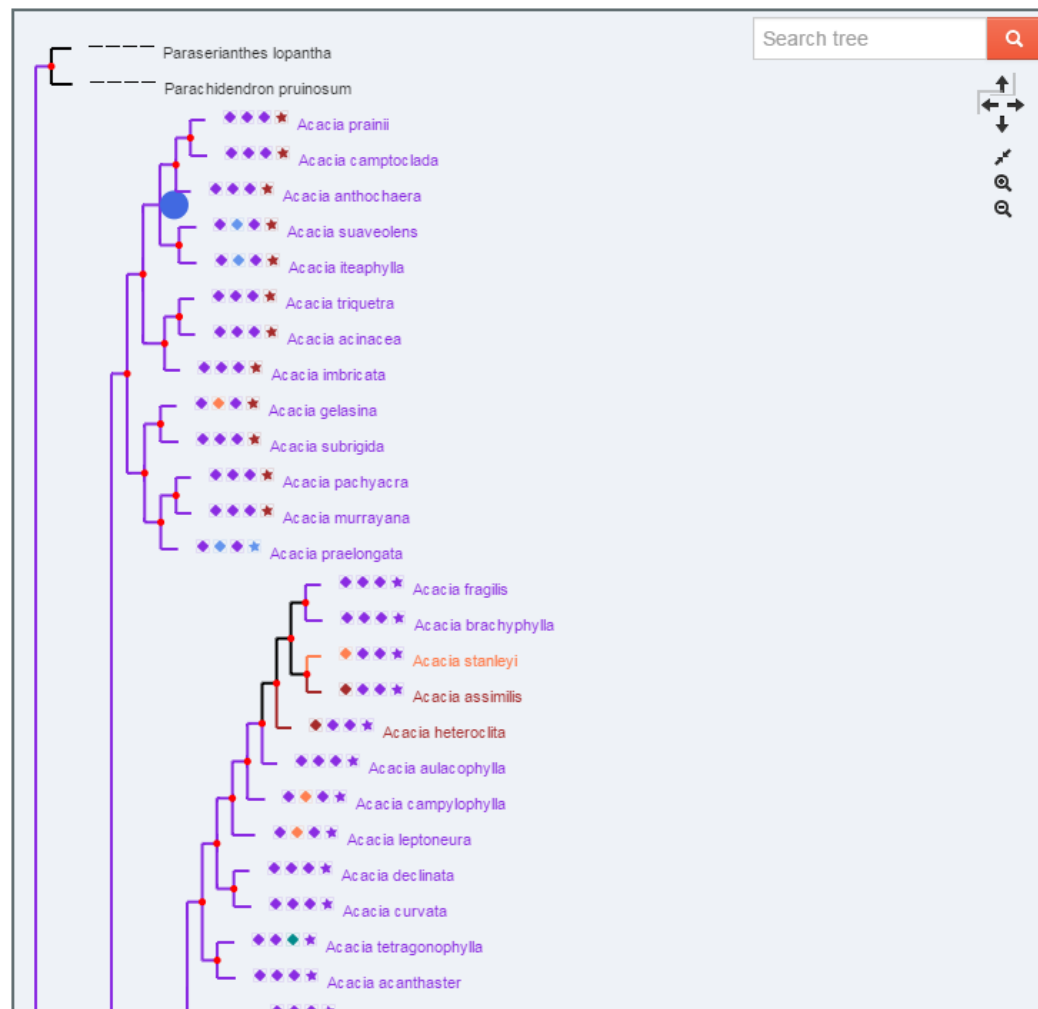 Search tree
Paraserianthes lopantha
Parachidendron pruinosum
Acacia prainii
Acacia camptoclada
Acacia anthochaera
Acacia suaveolens
Acacia iteaphylla
Acacia triquetra
Acacia acinacea
Acacia imbricata
Acacia gelasina
Acacia subrigida
Acacia pachyacra
Acacia murrayana
Acacia praelongata
Acacia fragilis
Acacia brachyphylla
Acacia stanleyi
Acacia assimilis
Acacia heteroclita
Acacia aulacophylla
Acacia campylophylla
Acacia leptoneura
Acacia declinata
Acacia curvata
Acacia tetragonophylla
Acacia acanthaster